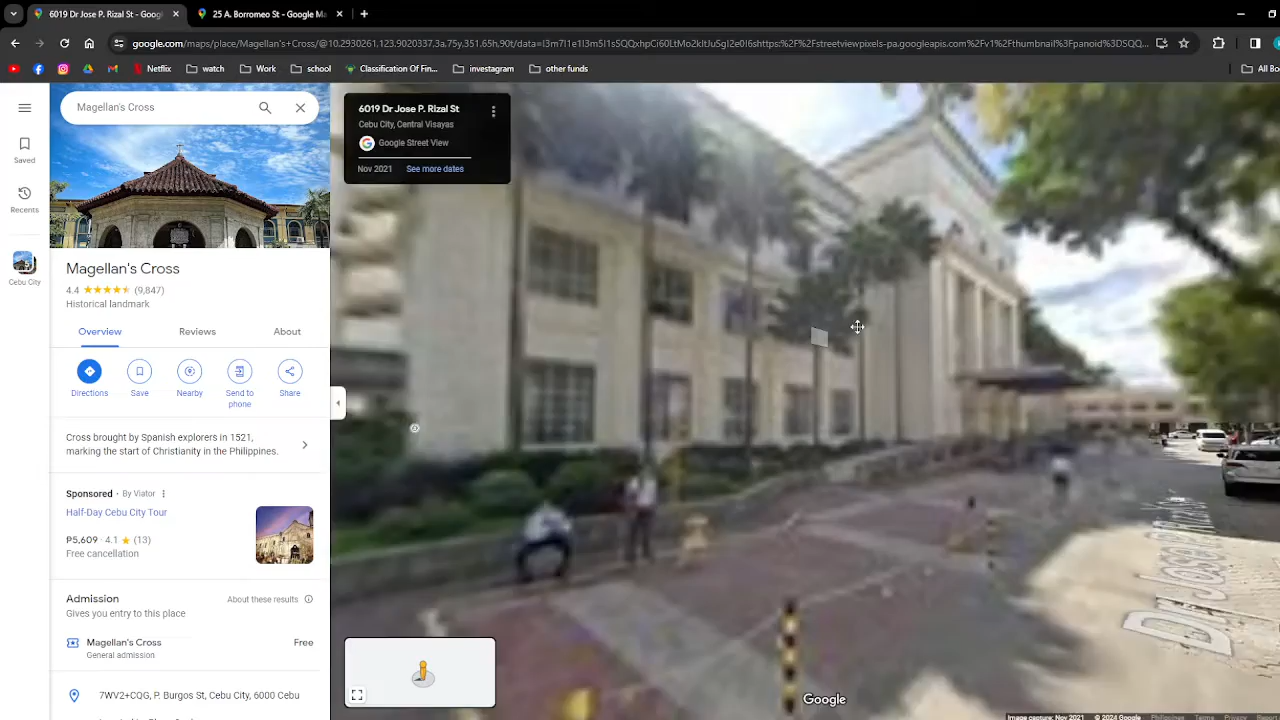 6019 Dr Jose P. Rizal St - Goog
25 A. Borromeo St - Google Ma
google.com/maps/place/Magellan's+Cross/@10.2930261,123.9020337,3a,75y,351.65h,90t/data=
Netflix
watch
Work
school
Classification Of Fin...
investagram
other funds
All Bo
Magellan's Cross
Saved
Recents
Cebu City
6019 Dr Jose P. Rizal St
Cebu City, Central Visayas
Google Street View
Nov 2021 See more dates
Magellan's Cross
4.4 (9,847)
Historical landmark
Overview Reviews About
Directions Save Nearby Send to phone Share
Cross brought by Spanish explorers in 1521,
marking the start of Christianity in the Philippines.
Sponsored · By Viator
Half-Day Cebu City Tour
₱5,609 · 4.1 ★ (13)
Free cancellation
Admission About these results
Gives you entry to this place
Magellan's Cross Free
General admission
7WV2+CQG, P. Burgos St, Cebu City, 6000 Cebu
Dr Jose
Google
Image capture: Nov 2021 © 2024 Google Philippines Terms Privacy